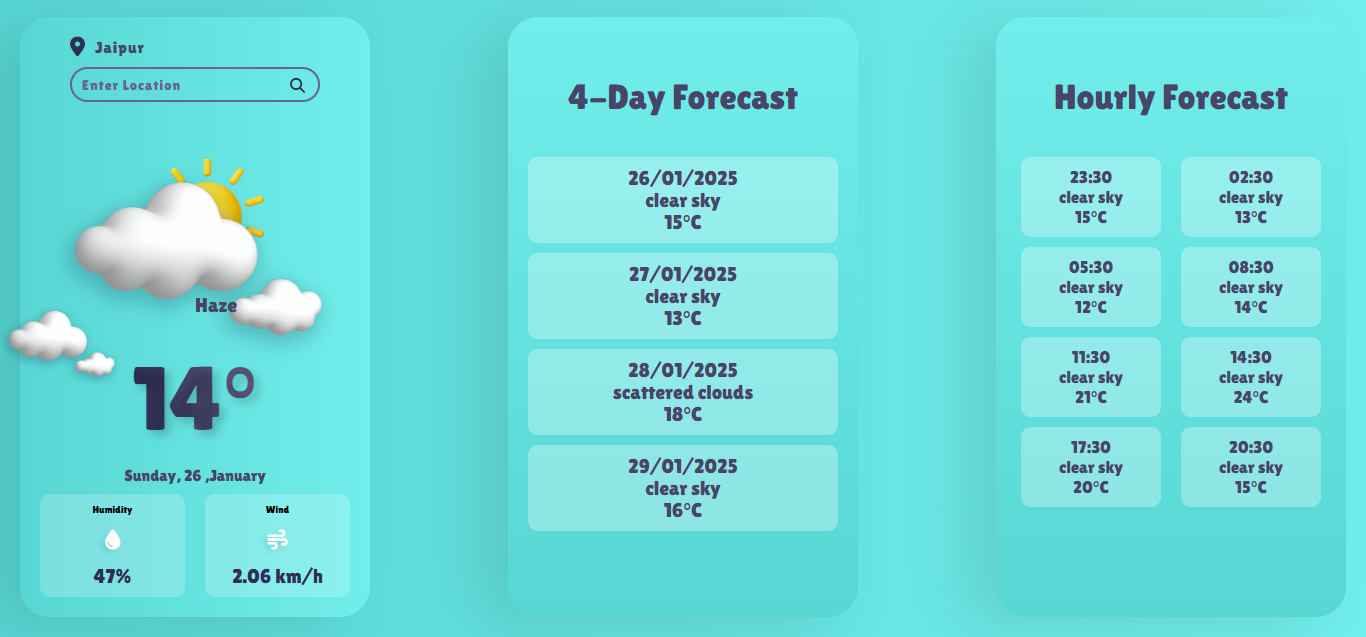 Jaipur
Enter Location
Haze
14°
Sunday, 26 ,January
Humidity
47%
Wind
2.06 km/h
4-Day Forecast
26/01/2025
clear sky
15°C
27/01/2025
clear sky
13°C
28/01/2025
scattered clouds
18°C
29/01/2025
clear sky
16°C
Hourly Forecast
23:30
clear sky
15°C
02:30
clear sky
13°C
05:30
clear sky
12°C
08:30
clear sky
14°C
11:30
clear sky
21°C
14:30
clear sky
24°C
17:30
clear sky
20°C
20:30
clear sky
15°C